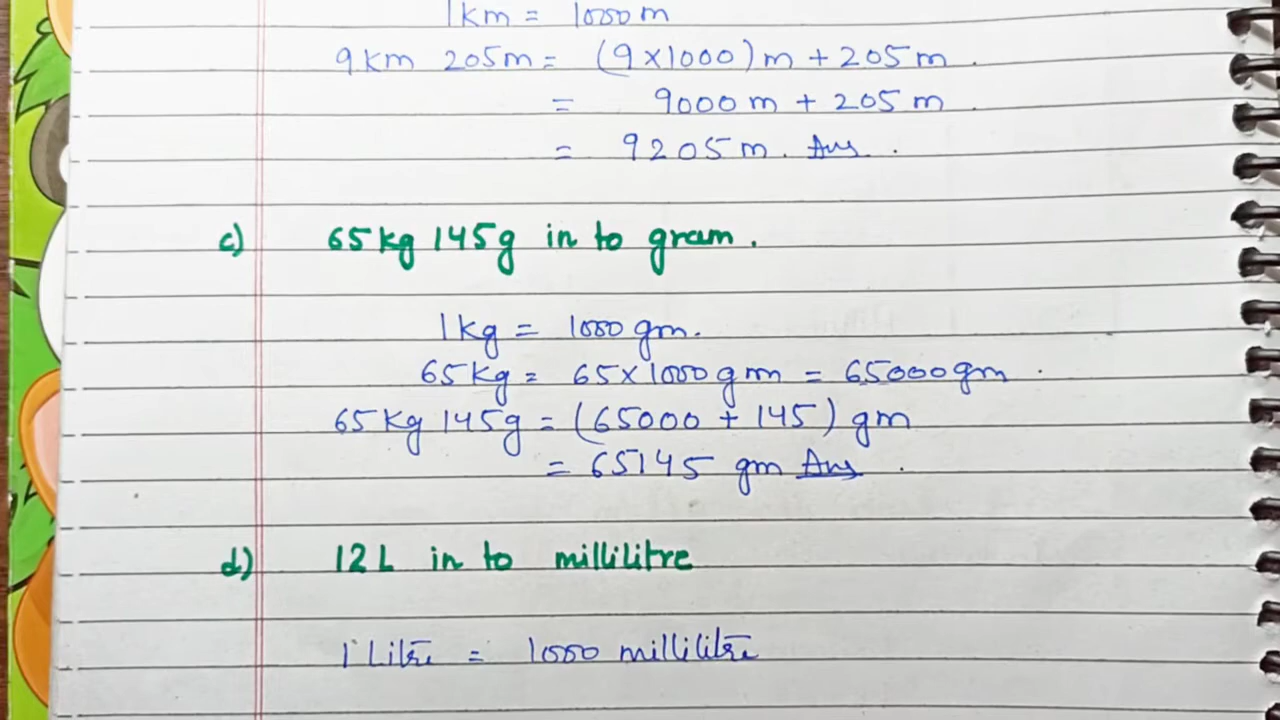 1km = 1000m
9km 205m = (9×1000)m + 205m.
= 9000m + 205m
= 9205m. Ans.
c) 65kg 145g in to gram.
1kg = 1000gm.
65kg = 65×1000gm = 65000gm.
65kg 145g = (65000 + 145) gm
= 65145 gm Ans.
d) 12L in to millilitre
1 Litre = 1000 millilitre